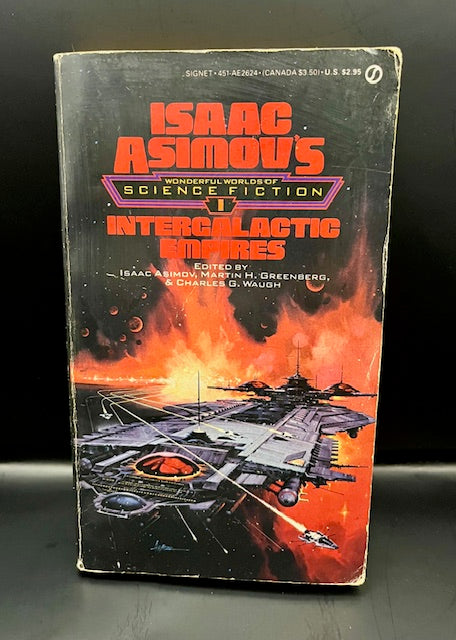 SIGNET • 451-AE2624 • (CANADA $3.50) • U.S. $2.95
ISAAC
ASIMOV'S
WONDERFUL WORLDS OF
SCIENCE FICTION
1
INTERGALACTIC
EMPIRES
EDITED BY
ISAAC ASIMOV, MARTIN H. GREENBERG,
& CHARLES G. WAUGH